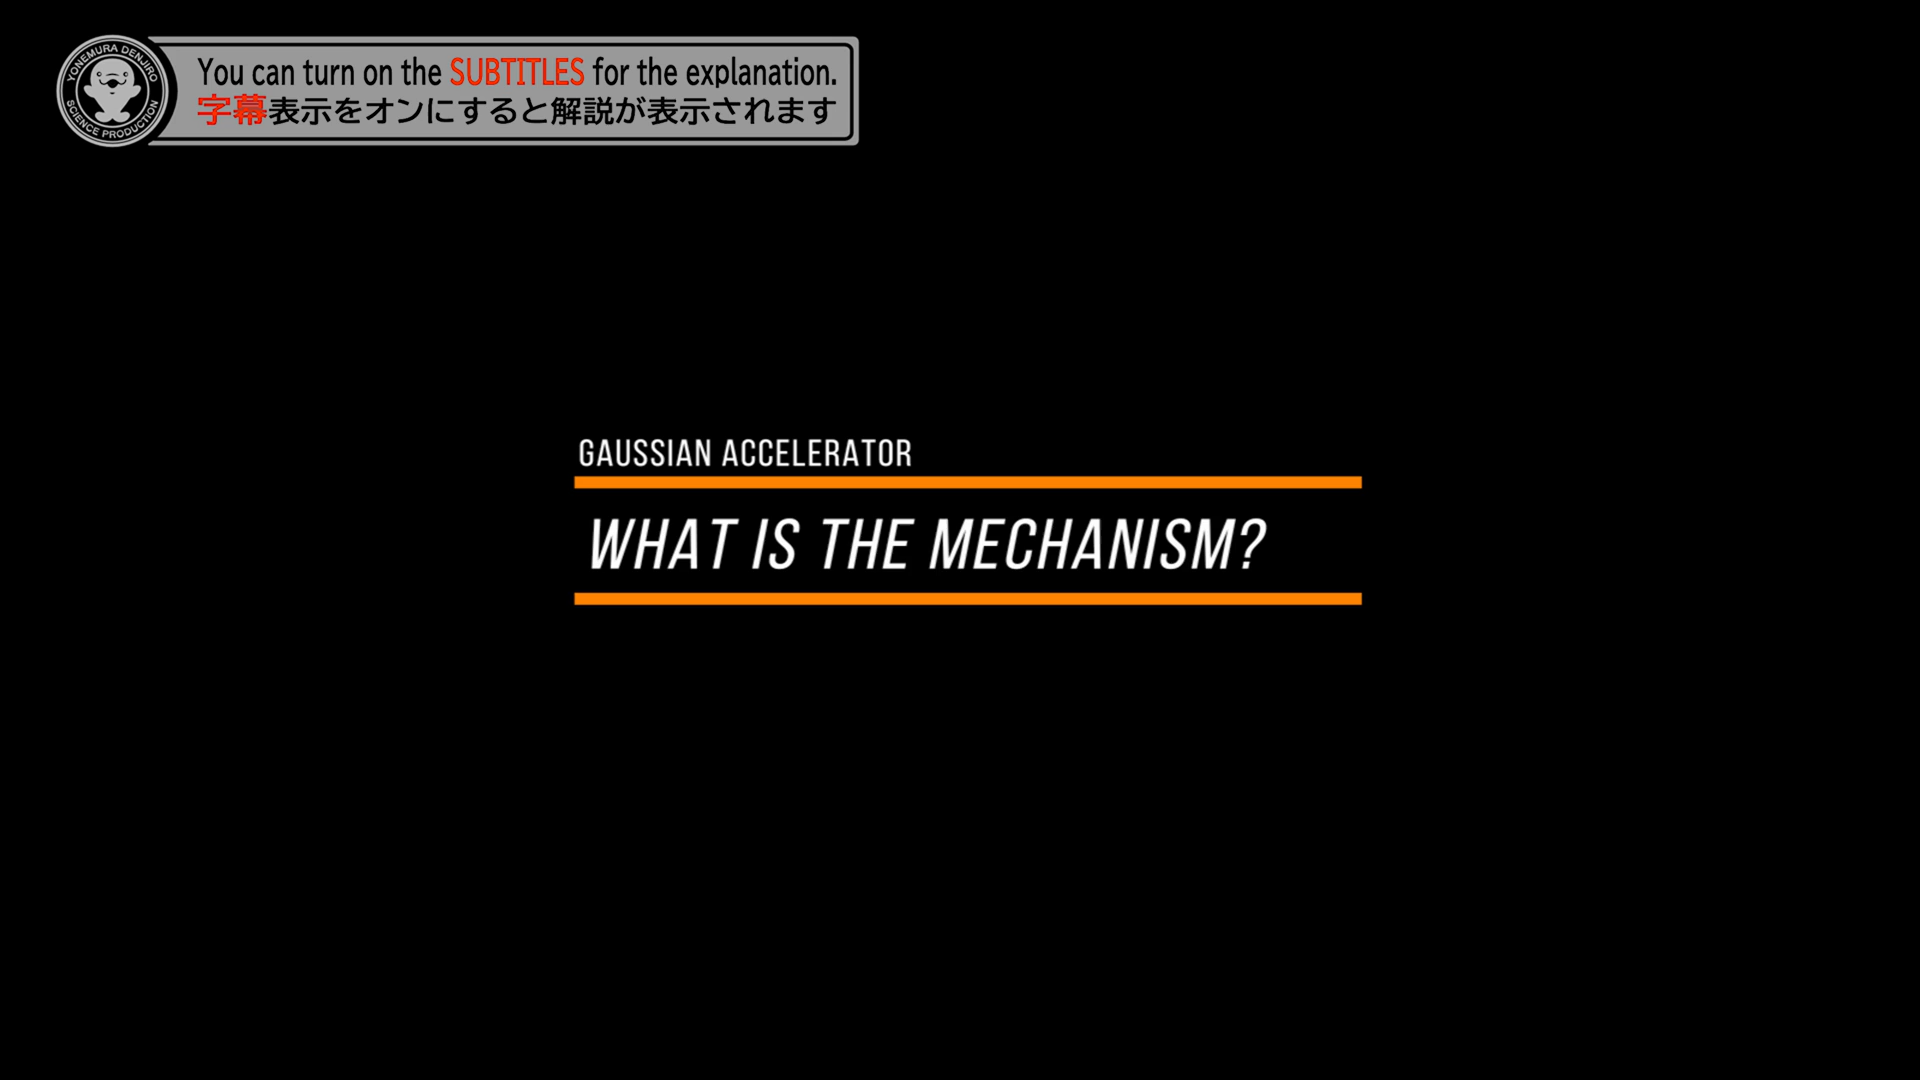 YONEMURA DENJIRO
SCIENCE PRODUCTION
You can turn on the SUBTITLES for the explanation.
字幕表示をオンにすると解説が表示されます
GAUSSIAN ACCELERATOR
WHAT IS THE MECHANISM?